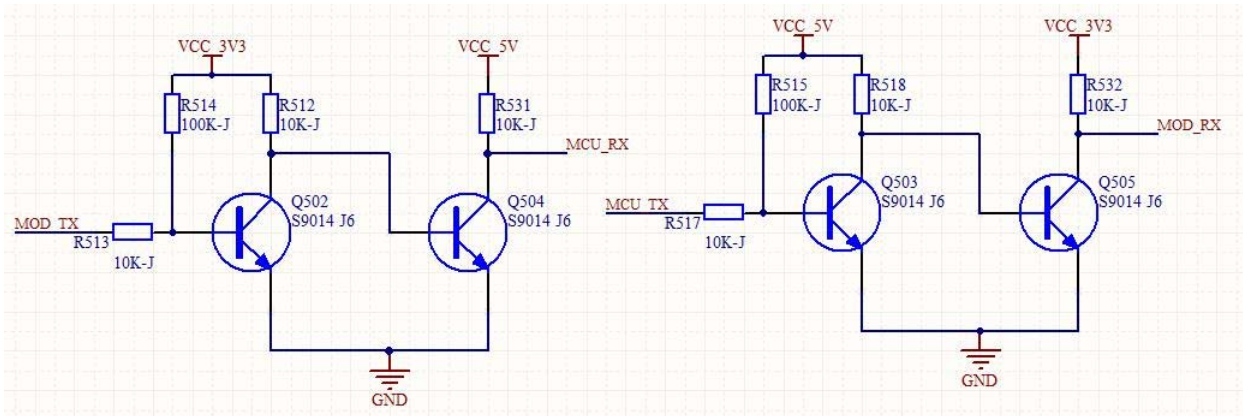 VCC_3V3
R514
100K-J
R512
10K-J
VCC_5V
R531
10K-J
MCU_RX
Q502
S9014 J6
Q504
S9014 J6
MOD_TX
R513
10K-J
GND
VCC_5V
R515
100K-J
R518
10K-J
VCC_3V3
R532
10K-J
MOD_RX
Q503
S9014 J6
Q505
S9014 J6
MCU_TX
R517
10K-J
GND